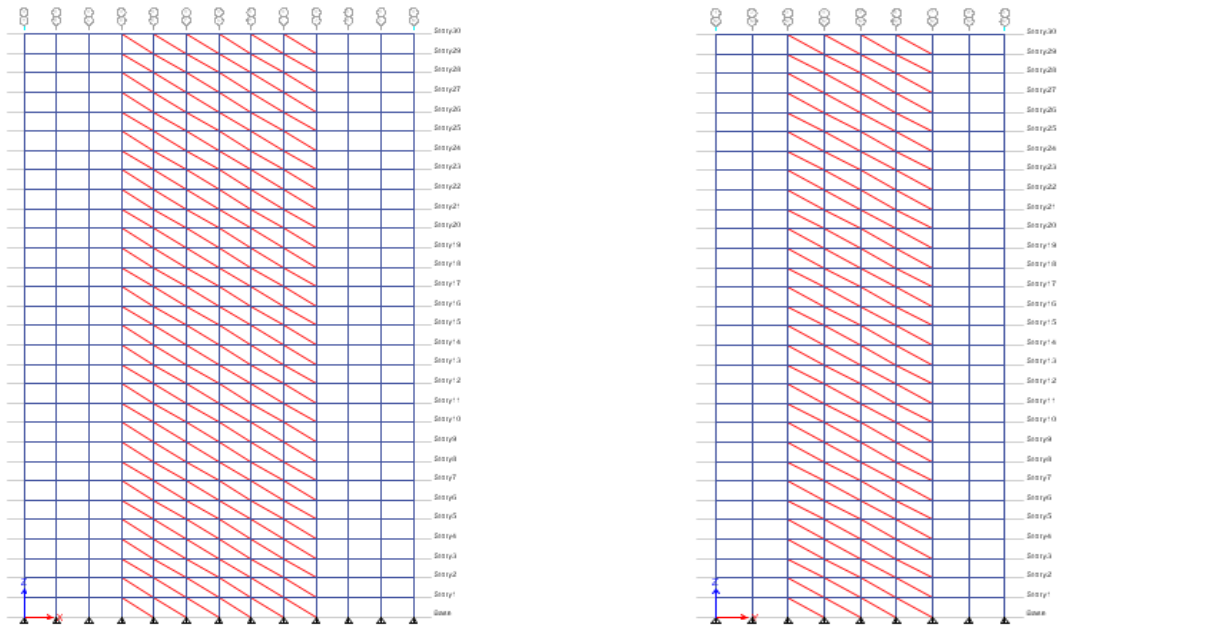 Story30
Story29
Story28
Story27
Story26
Story25
Story24
Story23
Story22
Story21
Story20
Story19
Story18
Story17
Story16
Story15
Story14
Story13
Story12
Story11
Story10
Story9
Story8
Story7
Story6
Story5
Story4
Story3
Story2
Story1
Base
Z
X
Story30
Story29
Story28
Story27
Story26
Story25
Story24
Story23
Story22
Story21
Story20
Story19
Story18
Story17
Story16
Story15
Story14
Story13
Story12
Story11
Story10
Story9
Story8
Story7
Story6
Story5
Story4
Story3
Story2
Story1
Base
Z
Y